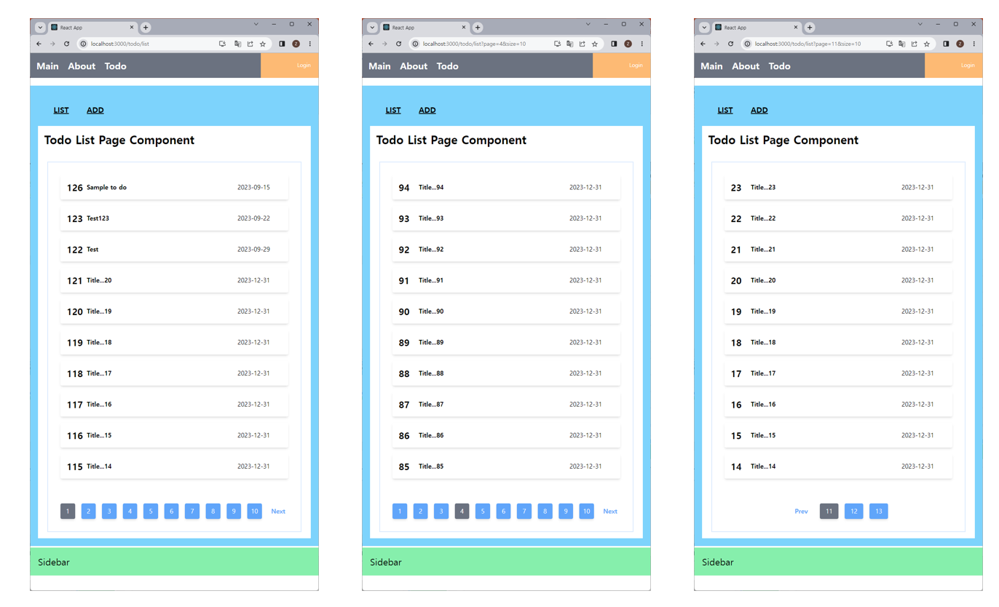 React App
localhost:3000/todo/list
Z
Main About Todo
Login
LIST ADD
Todo List Page Component
126 Sample to do 2023-09-15
123 Test123 2023-09-22
122 Test 2023-09-29
121 Title...20 2023-12-31
120 Title...19 2023-12-31
119 Title...18 2023-12-31
118 Title...17 2023-12-31
117 Title...16 2023-12-31
116 Title...15 2023-12-31
115 Title...14 2023-12-31
1 2 3 4 5 6 7 8 9 10 Next
Sidebar
React App
localhost:3000/todo/list?page=4&size=10
Z
Main About Todo
Login
LIST ADD
Todo List Page Component
94 Title...94 2023-12-31
93 Title...93 2023-12-31
92 Title...92 2023-12-31
91 Title...91 2023-12-31
90 Title...90 2023-12-31
89 Title...89 2023-12-31
88 Title...88 2023-12-31
87 Title...87 2023-12-31
86 Title...86 2023-12-31
85 Title...85 2023-12-31
1 2 3 4 5 6 7 8 9 10 Next
Sidebar
React App
localhost:3000/todo/list?page=11&size=10
Z
Main About Todo
Login
LIST ADD
Todo List Page Component
23 Title...23 2023-12-31
22 Title...22 2023-12-31
21 Title...21 2023-12-31
20 Title...20 2023-12-31
19 Title...19 2023-12-31
18 Title...18 2023-12-31
17 Title...17 2023-12-31
16 Title...16 2023-12-31
15 Title...15 2023-12-31
14 Title...14 2023-12-31
Prev 11 12 13
Sidebar